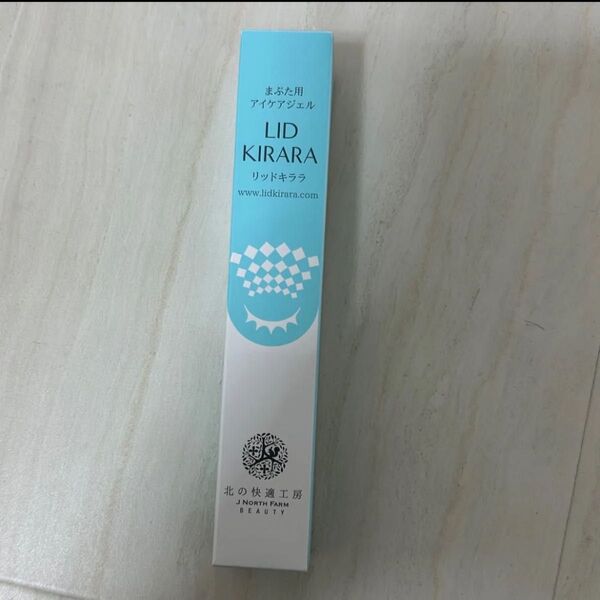 まぶた用
アイケアジェル
LID
KIRARA
リッドキララ
www.lidkirara.com
北の快適工房
J NORTH FARM
BEAUTY